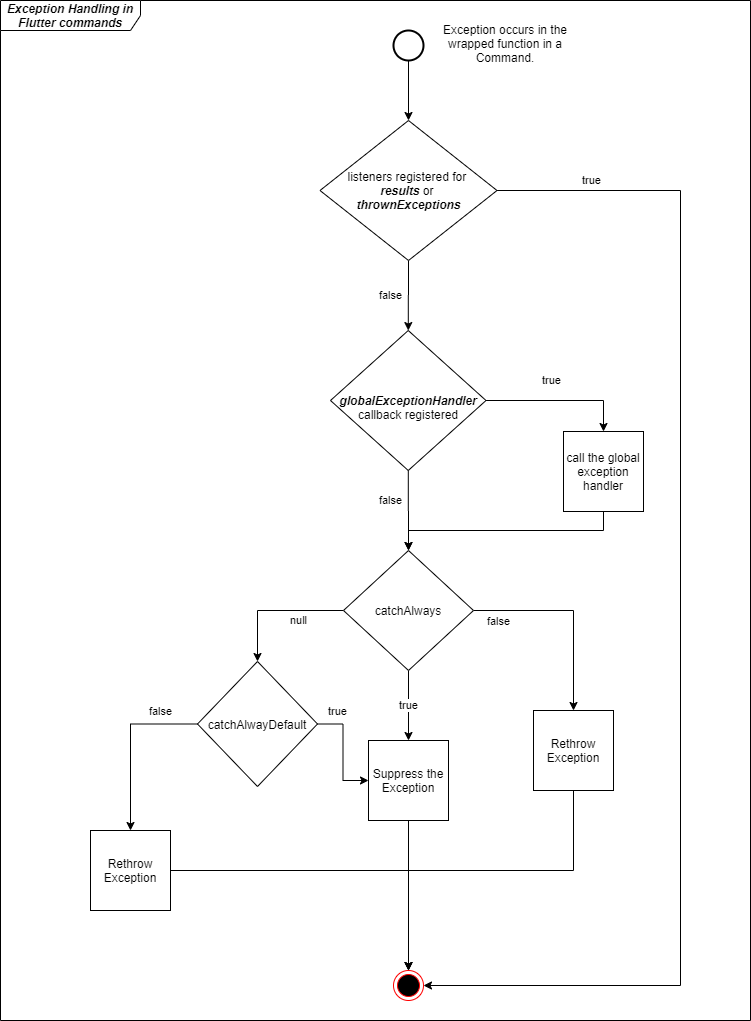 Exception Handling in
Flutter commands
Exception occurs in the
wrapped function in a
Command.
listeners registered for
results or
thrownExceptions
true
false
globalExceptionHandler
callback registered
true
call the global
exception
handler
false
catchAlways
null
false
true
catchAlwayDefault
false
true
Suppress the
Exception
Rethrow
Exception
Rethrow
Exception